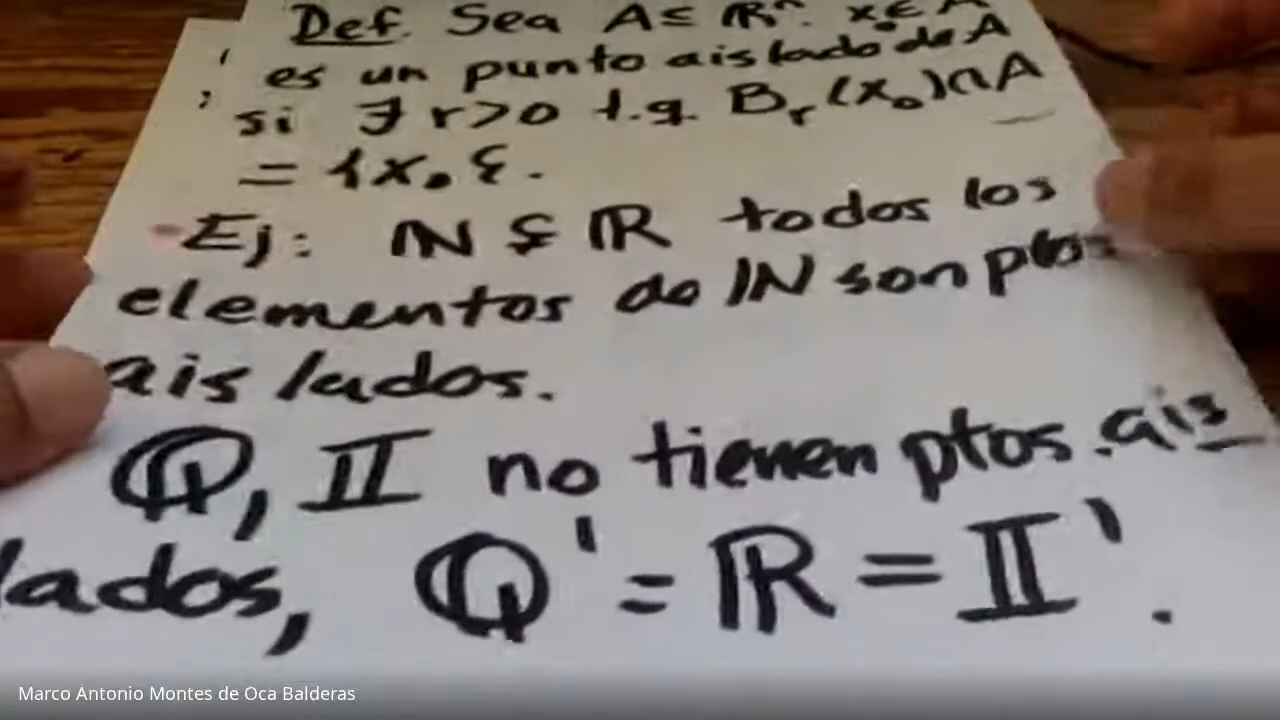 Def. Sea A ⊆ ℝⁿ. x₀ ∈ A
es un punto aislado de A
si ∃ r>0 t.q. Bᵣ(x₀)∩A
= {x₀}.
Ej: ℕ ⊊ ℝ todos los
elementos de ℕ son ptos
aislados.
ℚ, 𝕀 no tienen ptos. ais
lados, ℚ' = ℝ = 𝕀'.
Marco Antonio Montes de Oca Balderas